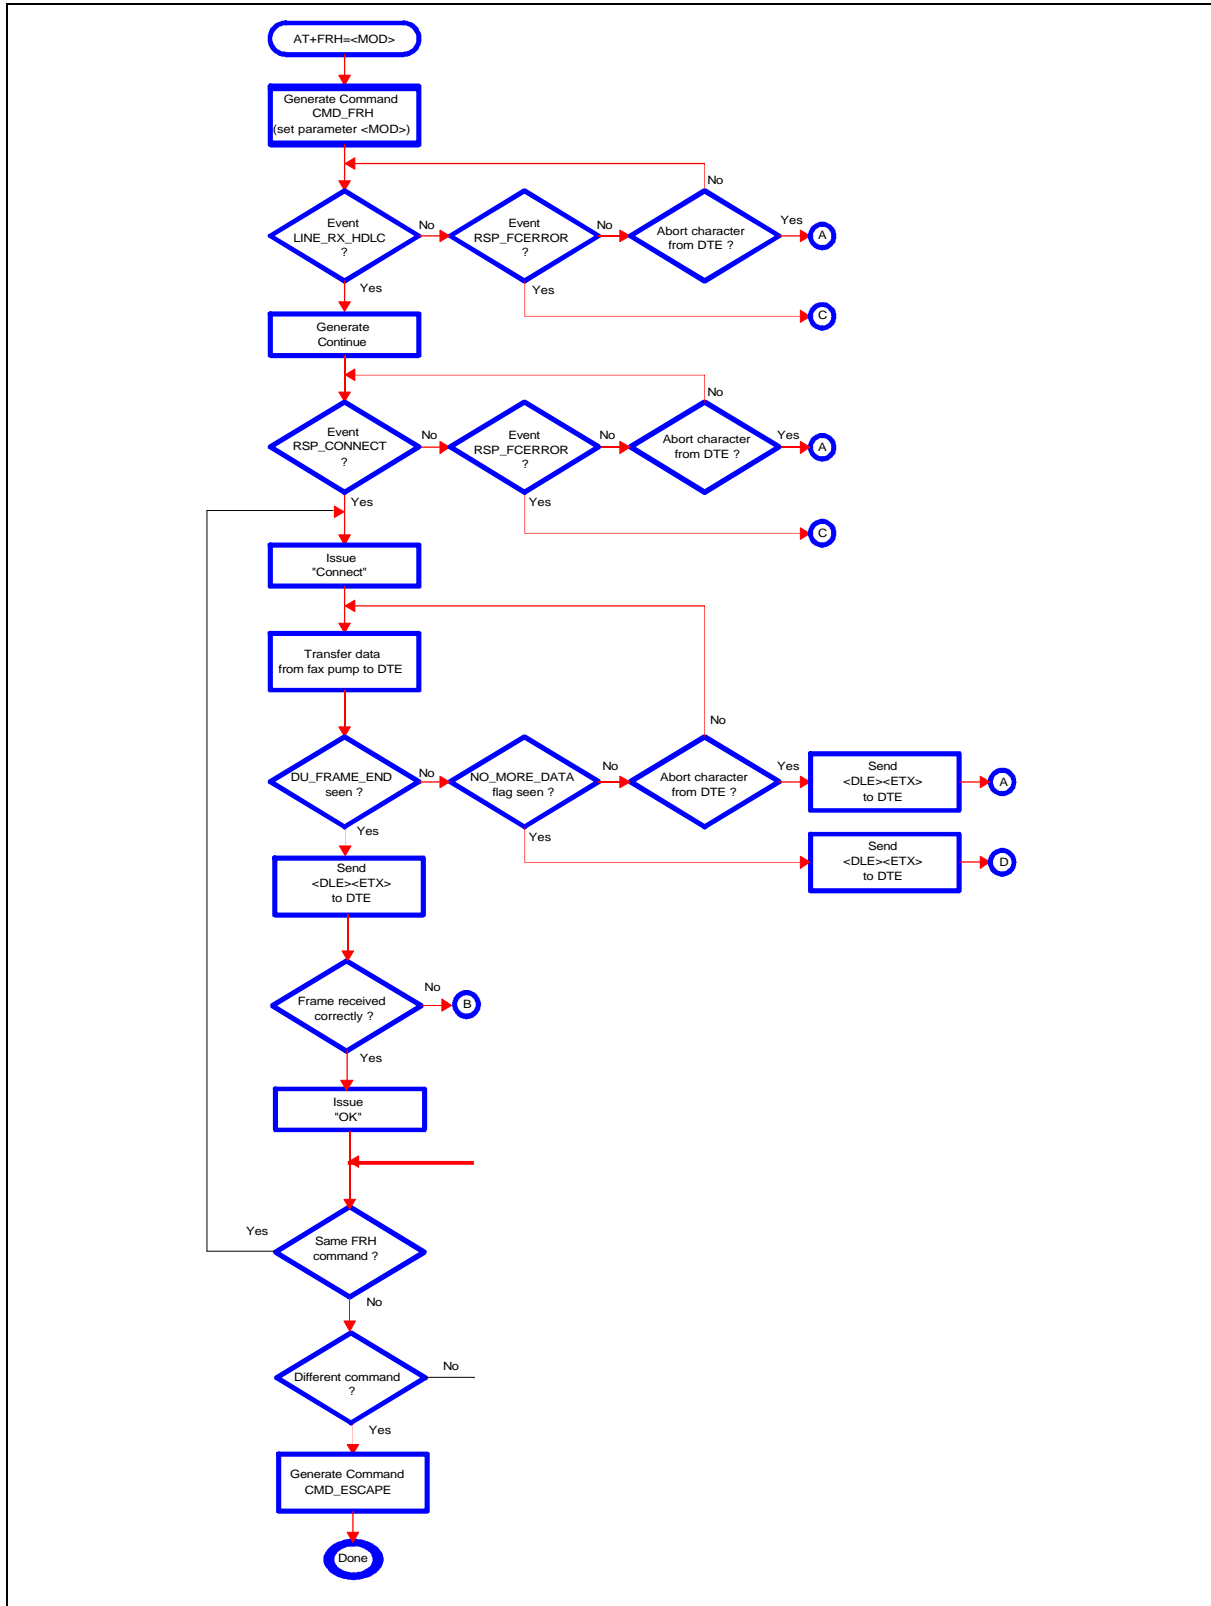 AT+FRH=<MOD>
Generate Command
CMD_FRH
(set parameter <MOD>)
No
Event
LINE_RX_HDLC
?
No
Event
RSP_FCERROR
?
No
Abort character
from DTE ?
Yes
A
Yes
Yes
C
Generate
Continue
No
Event
RSP_CONNECT
?
No
Event
RSP_FCERROR
?
No
Abort character
from DTE ?
Yes
A
Yes
Yes
C
Issue
"Connect"
Transfer data
from fax pump to DTE
No
DU_FRAME_END
seen ?
No
NO_MORE_DATA
flag seen ?
No
Abort character
from DTE ?
Yes
Send
<DLE><ETX>
to DTE
A
Yes
Yes
Send
<DLE><ETX>
to DTE
D
Send
<DLE><ETX>
to DTE
Frame received
correctly ?
No
B
Yes
Issue
"OK"
Yes
Same FRH
command ?
No
Different command
?
No
Yes
Generate Command
CMD_ESCAPE
Done